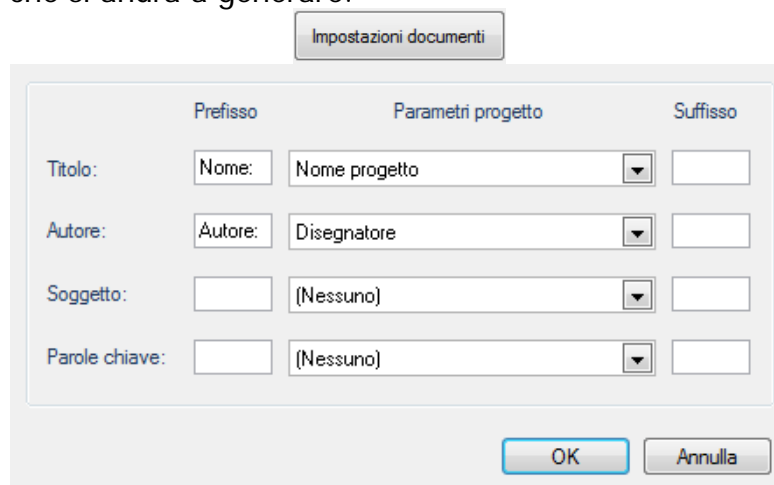 che si andrà a generare.
Impostazioni documenti
Prefisso Parametri progetto Suffisso
Titolo: Nome: Nome progetto
Autore: Autore: Disegnatore
Soggetto: (Nessuno)
Parole chiave: (Nessuno)
OK Annulla